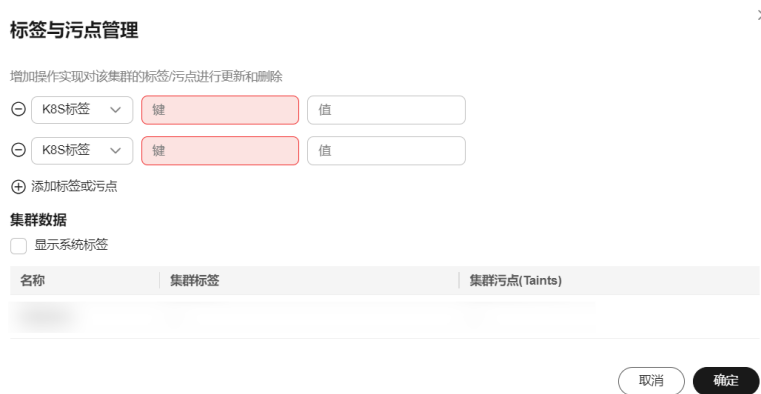 标签与污点管理
增加操作实现对该集群的标签/污点进行更新和删除
K8S标签 键 值
K8S标签 键 值
添加标签或污点
集群数据
显示系统标签
名称 集群标签 集群污点(Taints)
取消 确定